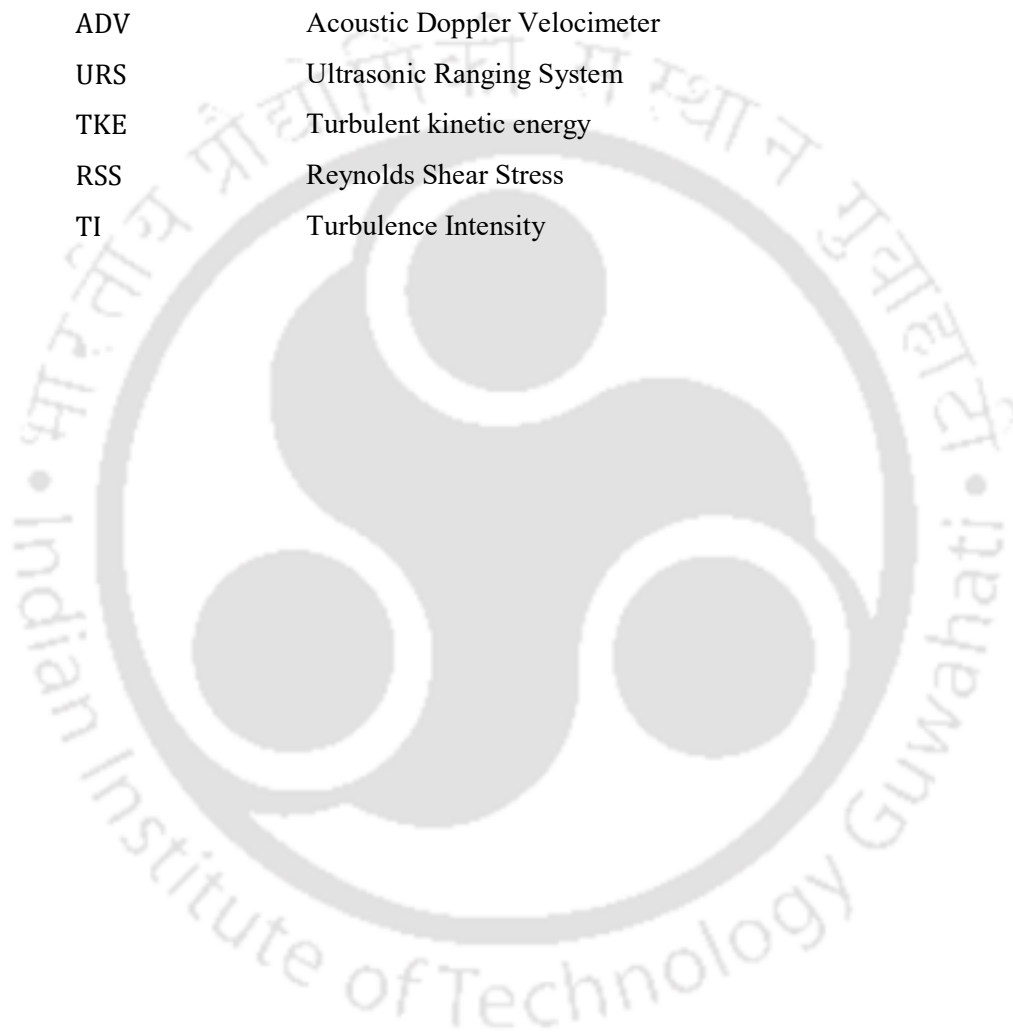 ADV Acoustic Doppler Velocimeter
URS Ultrasonic Ranging System
TKE Turbulent kinetic energy
RSS Reynolds Shear Stress
TI Turbulence Intensity
भारतीय प्रौद्योगिकी संस्थान गुवाहाटी
Indian Institute of Technology Guwahati